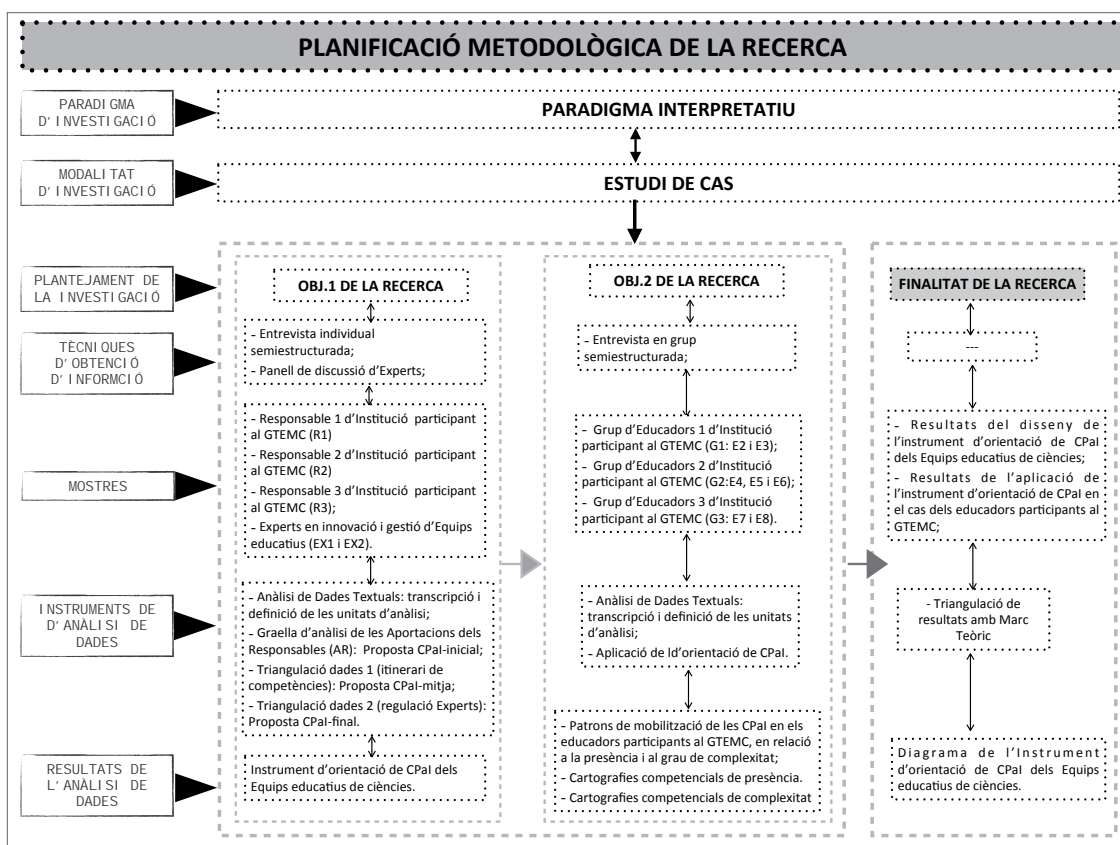 PLANIFICACIÓ METODOLÒGICA DE LA RECERCA
PARADIGMA
D'INVESTIGACIÓ
PARADIGMA INTERPRETATIU
MODALITAT
D'INVESTIGACIÓ
ESTUDI DE CAS
PLANTEJAMENT DE
LA INVESTIGACIÓ
OBJ.1 DE LA RECERCA
OBJ.2 DE LA RECERCA
FINALITAT DE LA RECERCA
TÈCNIQUES
D'OBTENCIÓ
D'INFORMCIÓ
- Entrevista individual
semiestructurada;
- Panell de discussió d'Experts;
- Entrevista en grup
semiestructurada;
---
MOSTRES
- Responsable 1 d'Institució participant
al GTEMC (R1)
- Responsable 2 d'Institució participant
al GTEMC (R2)
- Responsable 3 d'Institució participant
al GTEMC (R3);
- Experts en innovació i gestió d'Equips
educatius (EX1 i EX2).
- Grup d'Educadors 1 d'Institució
participant al GTEMC (G1: E2 i E3);
- Grup d'Educadors 2 d'Institució
participant al GTEMC (G2:E4, E5 i E6);
- Grup d'Educadors 3 d'Institució
participant al GTEMC (G3: E7 i E8).
- Resultats del disseny de
l'instrument d'orientació de CPaI
dels Equips educatius de ciències;
- Resultats de l'aplicació de
l'instrument d'orientació de CPaI en
el cas dels educadors participants al
GTEMC;
INSTRUMENTS DE
D'ANÀLISI DE
DADES
- Anàlisi de Dades Textuals: transcripció i
definició de les unitats d'anàlisi;
- Graella d'anàlisi de les Aportacions dels
Responsables (AR): Proposta CPaI-inicial;
- Triangulació dades 1 (itinerari de
competències): Proposta CPaI-mitja;
- Triangulació dades 2 (regulació Experts):
Proposta CPaI-final.
- Anàlisi de Dades Textuals:
transcripció i definició de les unitats
d'anàlisi;
- Aplicació de ld'orientació de CPaI.
- Triangulació de
resultats amb Marc
Teòric
RESULTATS DE
L'ANÀLISI DE
DADES
Instrument d'orientació de CPaI dels
Equips educatius de ciències.
- Patrons de mobilització de les CPaI en els
educadors participants al GTEMC, en relació
a la presència i al grau de complexitat;
- Cartografies competencials de presència.
- Cartografies competencials de complexitat
Diagrama de l'Instrument
d'orientació de CPaI dels Equips
educatius de ciències.